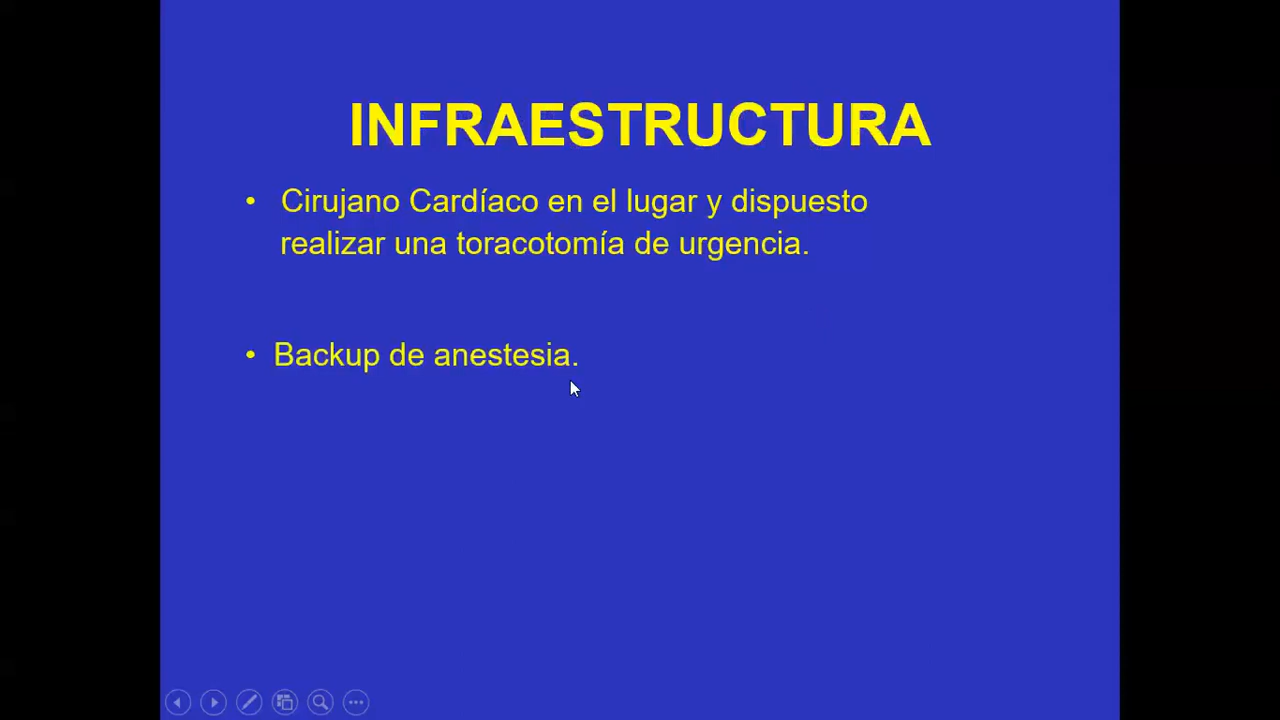 INFRAESTRUCTURA
• Cirujano Cardíaco en el lugar y dispuesto
realizar una toracotomía de urgencia.
• Backup de anestesia.